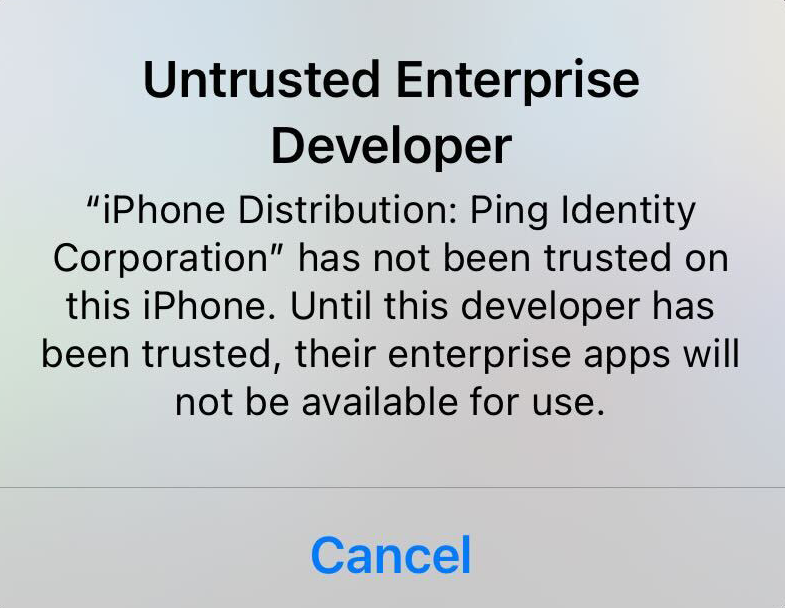 Untrusted Enterprise
Developer
“iPhone Distribution: Ping Identity
Corporation” has not been trusted on
this iPhone. Until this developer has
been trusted, their enterprise apps will
not be available for use.
Cancel